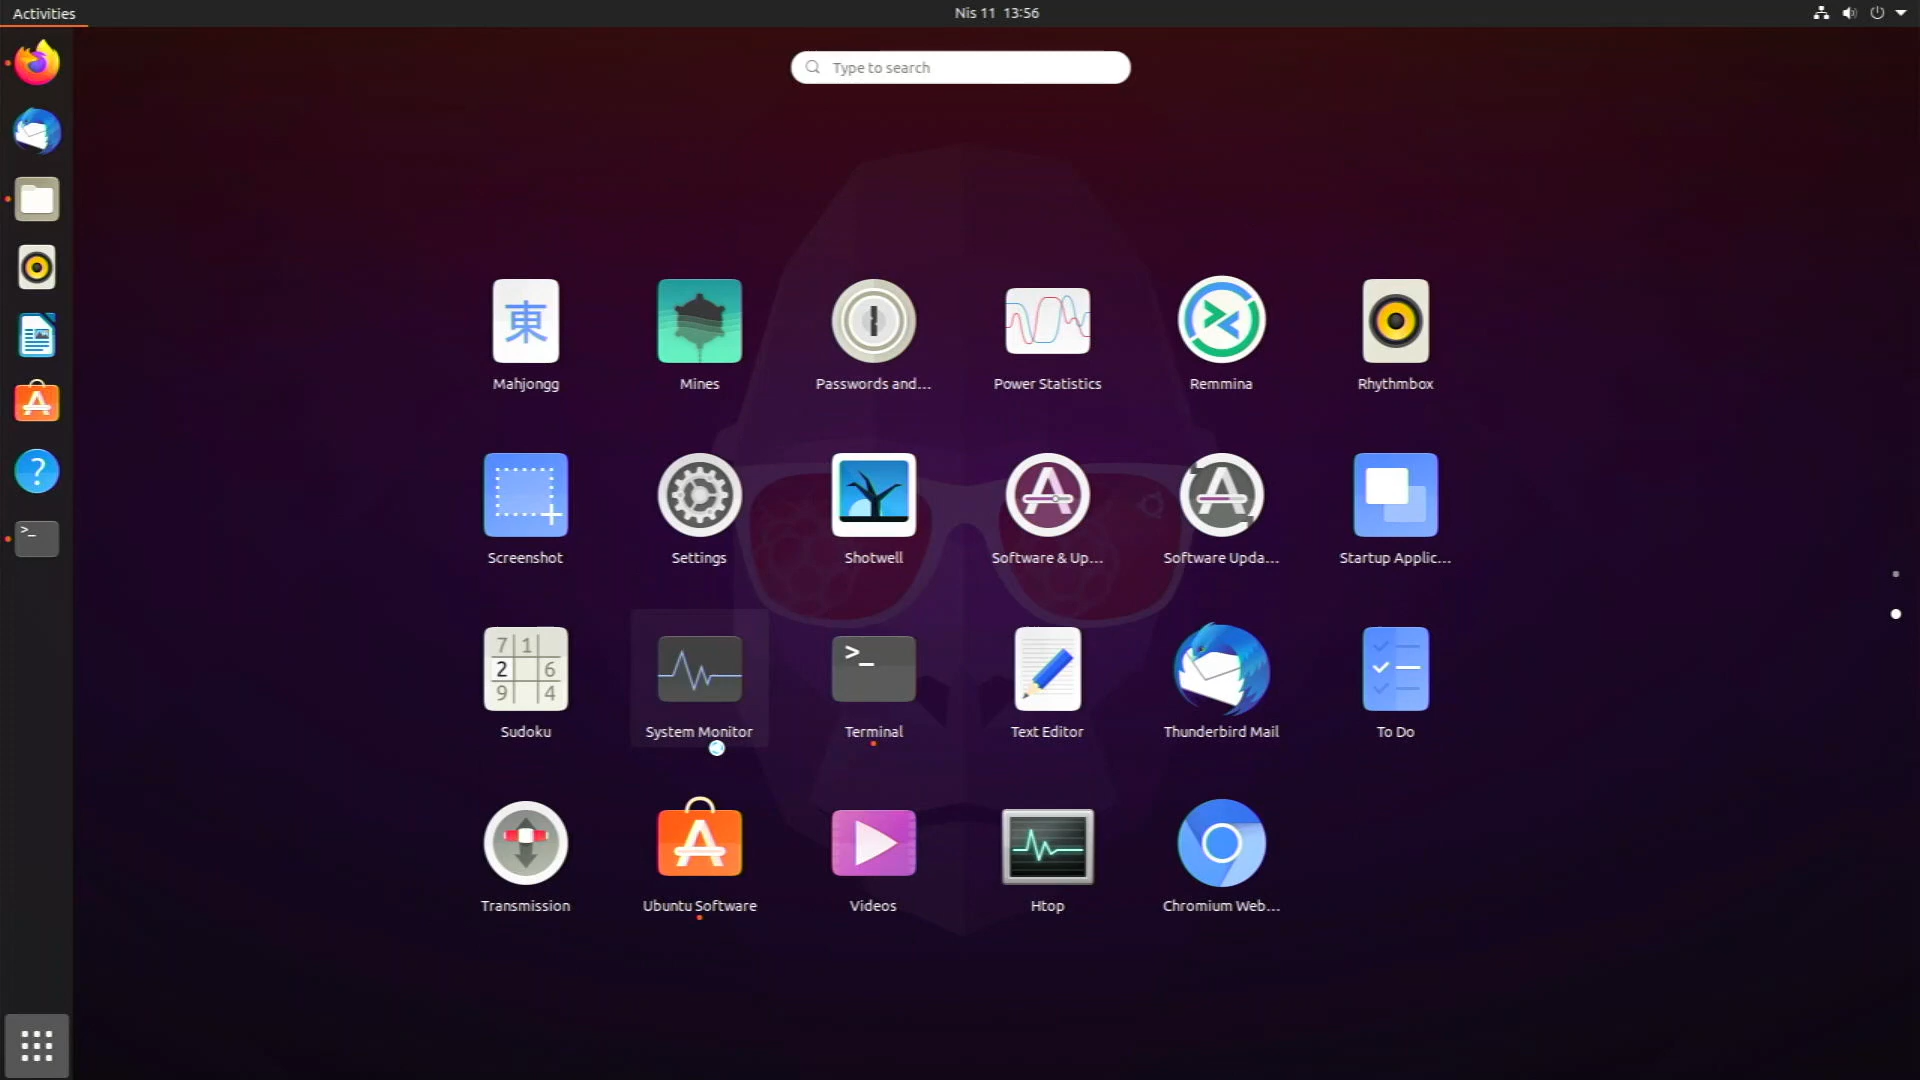 Activities
Nis 11 13:56
Type to search
東
Mahjongg
Mines
Passwords and...
Power Statistics
Remmina
Rhythmbox
Screenshot
Settings
Shotwell
Software & Up...
Software Upda...
Startup Applic...
7 1
2 6
9 4
Sudoku
System Monitor
>_
Terminal
Text Editor
Thunderbird Mail
To Do
Transmission
Ubuntu Software
Videos
Htop
Chromium Web...
?
>_